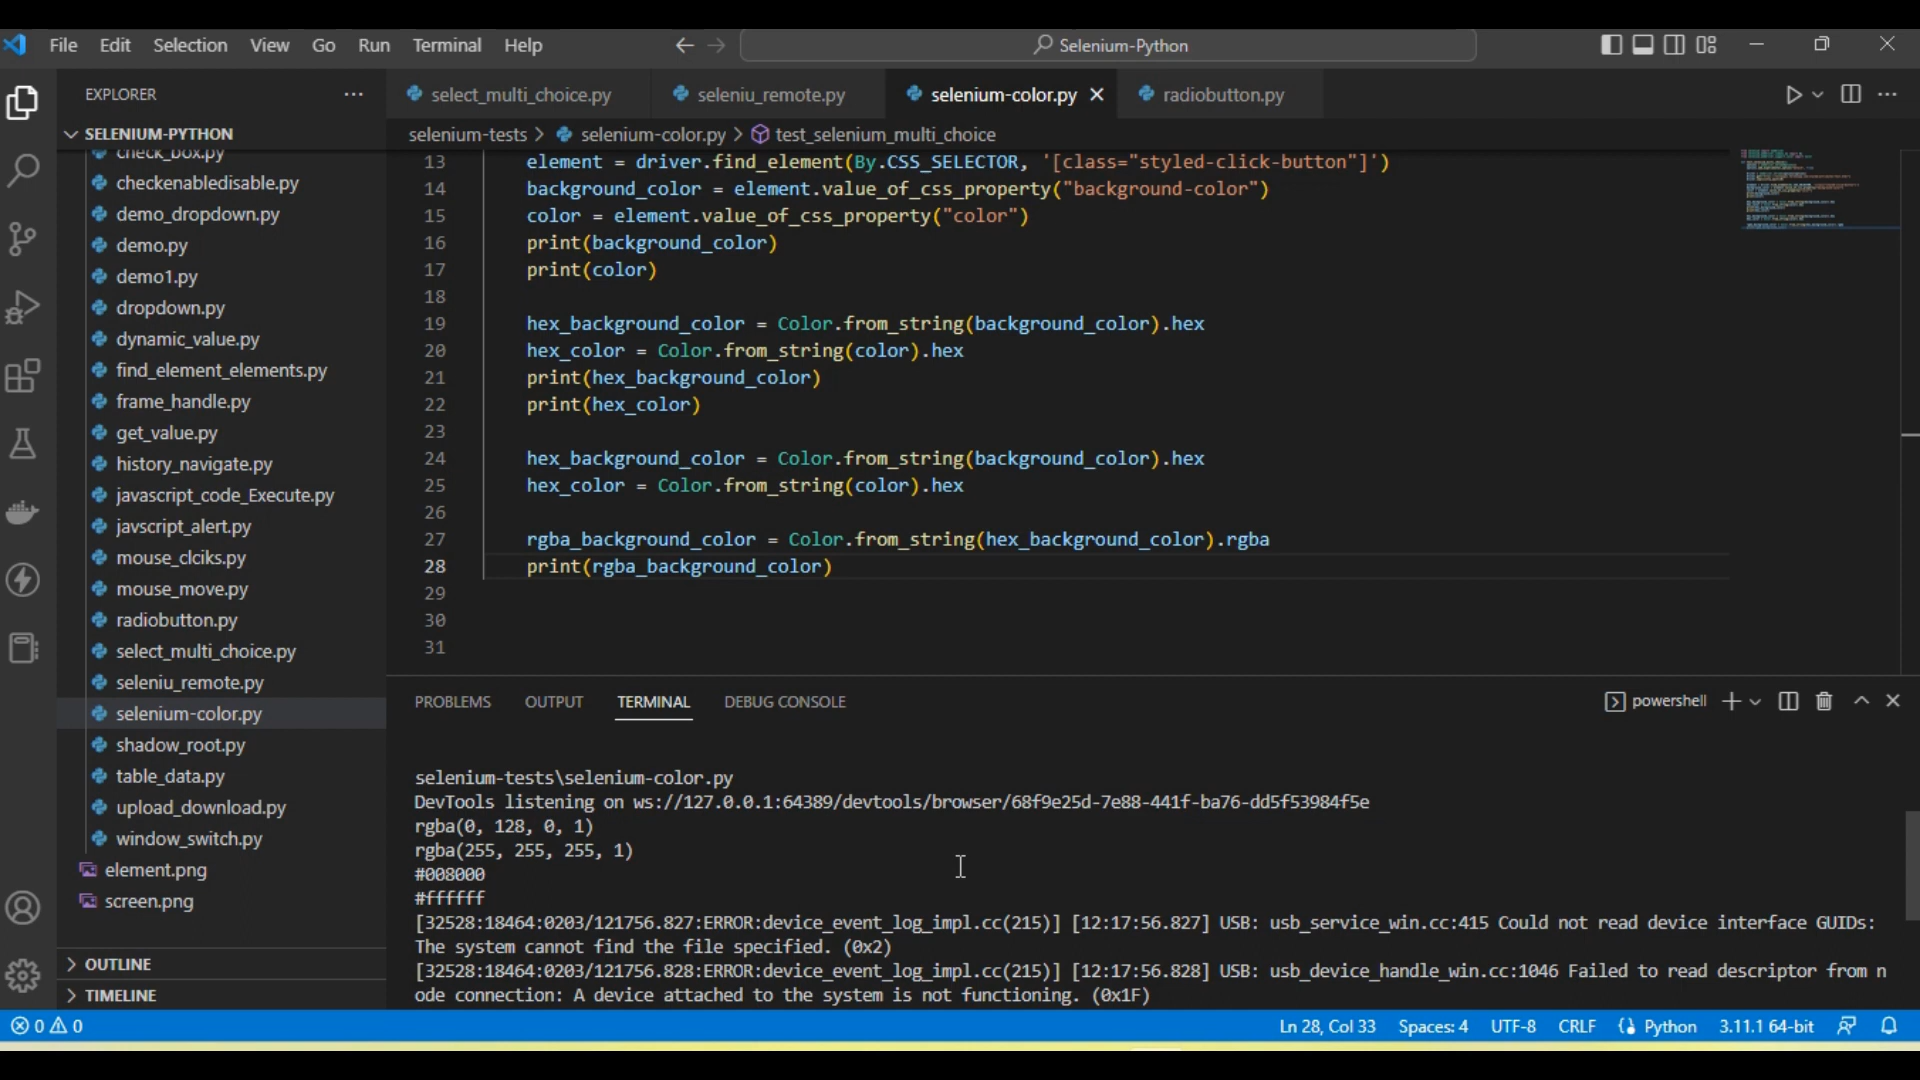 File Edit Selection View Go Run Terminal Help
Selenium-Python
EXPLORER
select_multi_choice.py
seleniu_remote.py
selenium-color.py
radiobutton.py
SELENIUM-PYTHON
selenium-tests > selenium-color.py > test_selenium_multi_choice
check_box.py
checkenabledisable.py
demo_dropdown.py
demo.py
demo1.py
dropdown.py
dynamic_value.py
find_element_elements.py
frame_handle.py
get_value.py
history_navigate.py
javascript_code_Execute.py
javscript_alert.py
mouse_clciks.py
mouse_move.py
radiobutton.py
select_multi_choice.py
seleniu_remote.py
selenium-color.py
shadow_root.py
table_data.py
upload_download.py
window_switch.py
element.png
screen.png
OUTLINE
TIMELINE
13 element = driver.find_element(By.CSS_SELECTOR, '[class="styled-click-button"]')
14 background_color = element.value_of_css_property("background-color")
15 color = element.value_of_css_property("color")
16 print(background_color)
17 print(color)
18
19 hex_background_color = Color.from_string(background_color).hex
20 hex_color = Color.from_string(color).hex
21 print(hex_background_color)
22 print(hex_color)
23
24 hex_background_color = Color.from_string(background_color).hex
25 hex_color = Color.from_string(color).hex
26
27 rgba_background_color = Color.from_string(hex_background_color).rgba
28 print(rgba_background_color)
29
30
31
PROBLEMS OUTPUT TERMINAL DEBUG CONSOLE
powershell
selenium-tests\selenium-color.py
DevTools listening on ws://127.0.0.1:64389/devtools/browser/68f9e25d-7e88-441f-ba76-dd5f53984f5e
rgba(0, 128, 0, 1)
rgba(255, 255, 255, 1)
#008000
#ffffff
[32528:18464:0203/121756.827:ERROR:device_event_log_impl.cc(215)] [12:17:56.827] USB: usb_service_win.cc:415 Could not read device interface GUIDs:
The system cannot find the file specified. (0x2)
[32528:18464:0203/121756.828:ERROR:device_event_log_impl.cc(215)] [12:17:56.828] USB: usb_device_handle_win.cc:1046 Failed to read descriptor from n
ode connection: A device attached to the system is not functioning. (0x1F)
0 0
Ln 28, Col 33 Spaces: 4 UTF-8 CRLF Python 3.11.1 64-bit